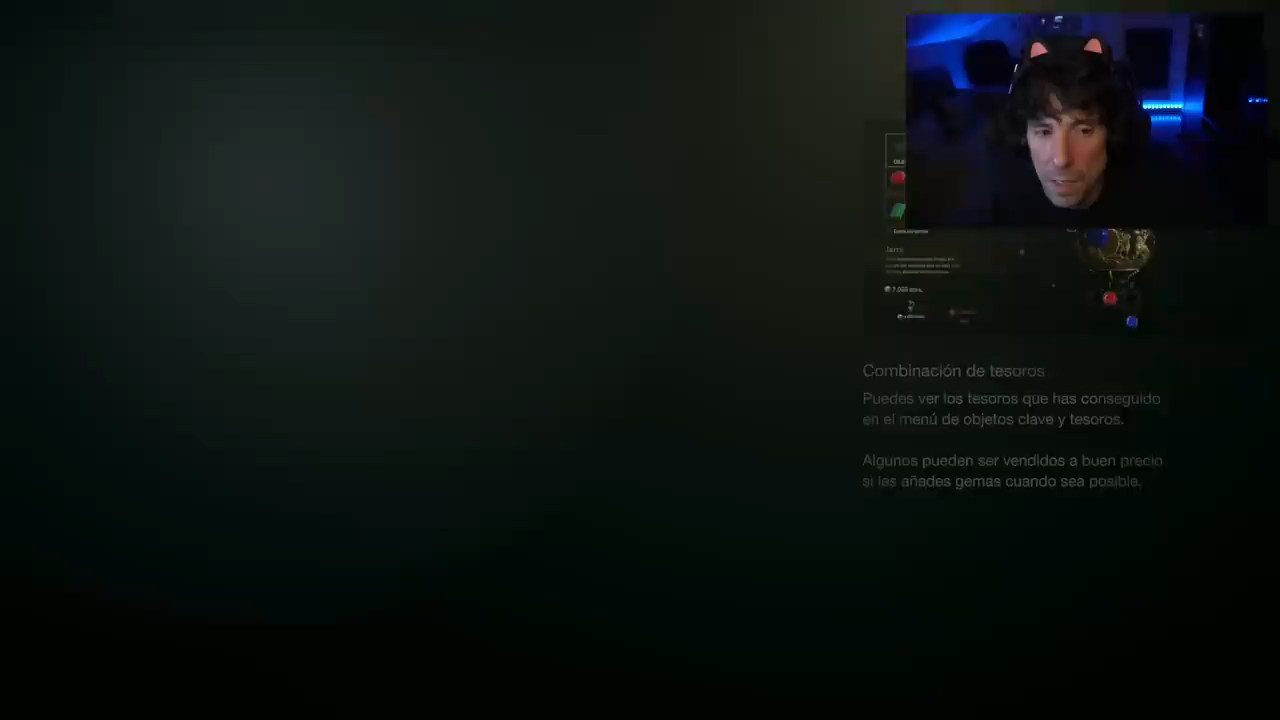 Combinación de tesoros
Puedes ver los tesoros que has conseguido
en el menú de objetos clave y tesoros.
Algunos pueden ser vendidos a buen precio
si les añades gemas cuando sea posible.